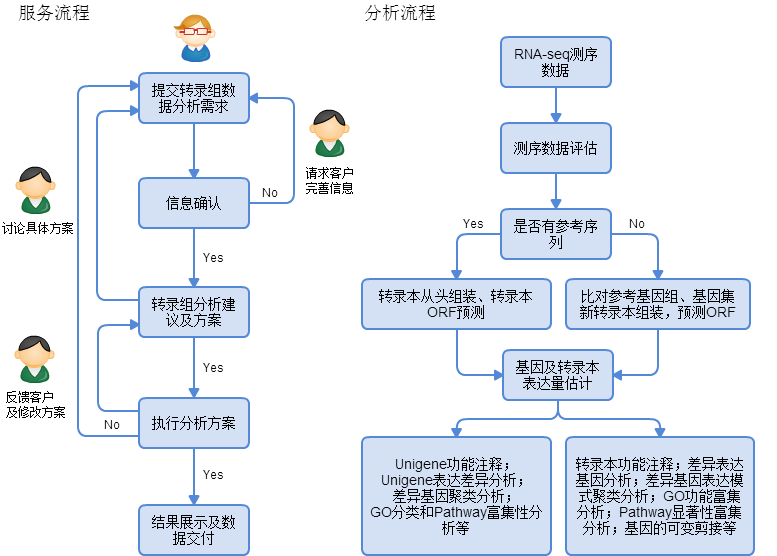 服务流程
提交转录组数
据分析需求
请求客户
完善信息
No
信息确认
讨论具体方案
Yes
转录组分析建
议及方案
Yes
反馈客户
及修改方案
No
执行分析方案
Yes
结果展示及数
据交付
分析流程
RNA-seq测序
数据
测序数据评估
Yes
是否有参考序
列
No
转录本从头组装、转录本
ORF预测
比对参考基因组、基因集
新转录本组装，预测ORF
基因及转录本
表达量估计
Unigene功能注释；
Unigene表达差异分析；
差异基因聚类分析；
GO分类和Pathway富集性分
析等
转录本功能注释；差异表达
基因分析；差异基因表达模
式聚类分析；GO功能富集
分析；Pathway显著性富集
分析；基因的可变剪接等